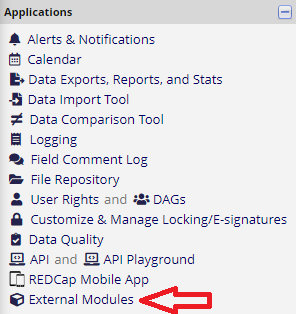 Applications
Alerts & Notifications
Calendar
Data Exports, Reports, and Stats
Data Import Tool
Data Comparison Tool
Logging
Field Comment Log
File Repository
User Rights and DAGs
Customize & Manage Locking/E-signatures
Data Quality
API and API Playground
REDCap Mobile App
External Modules